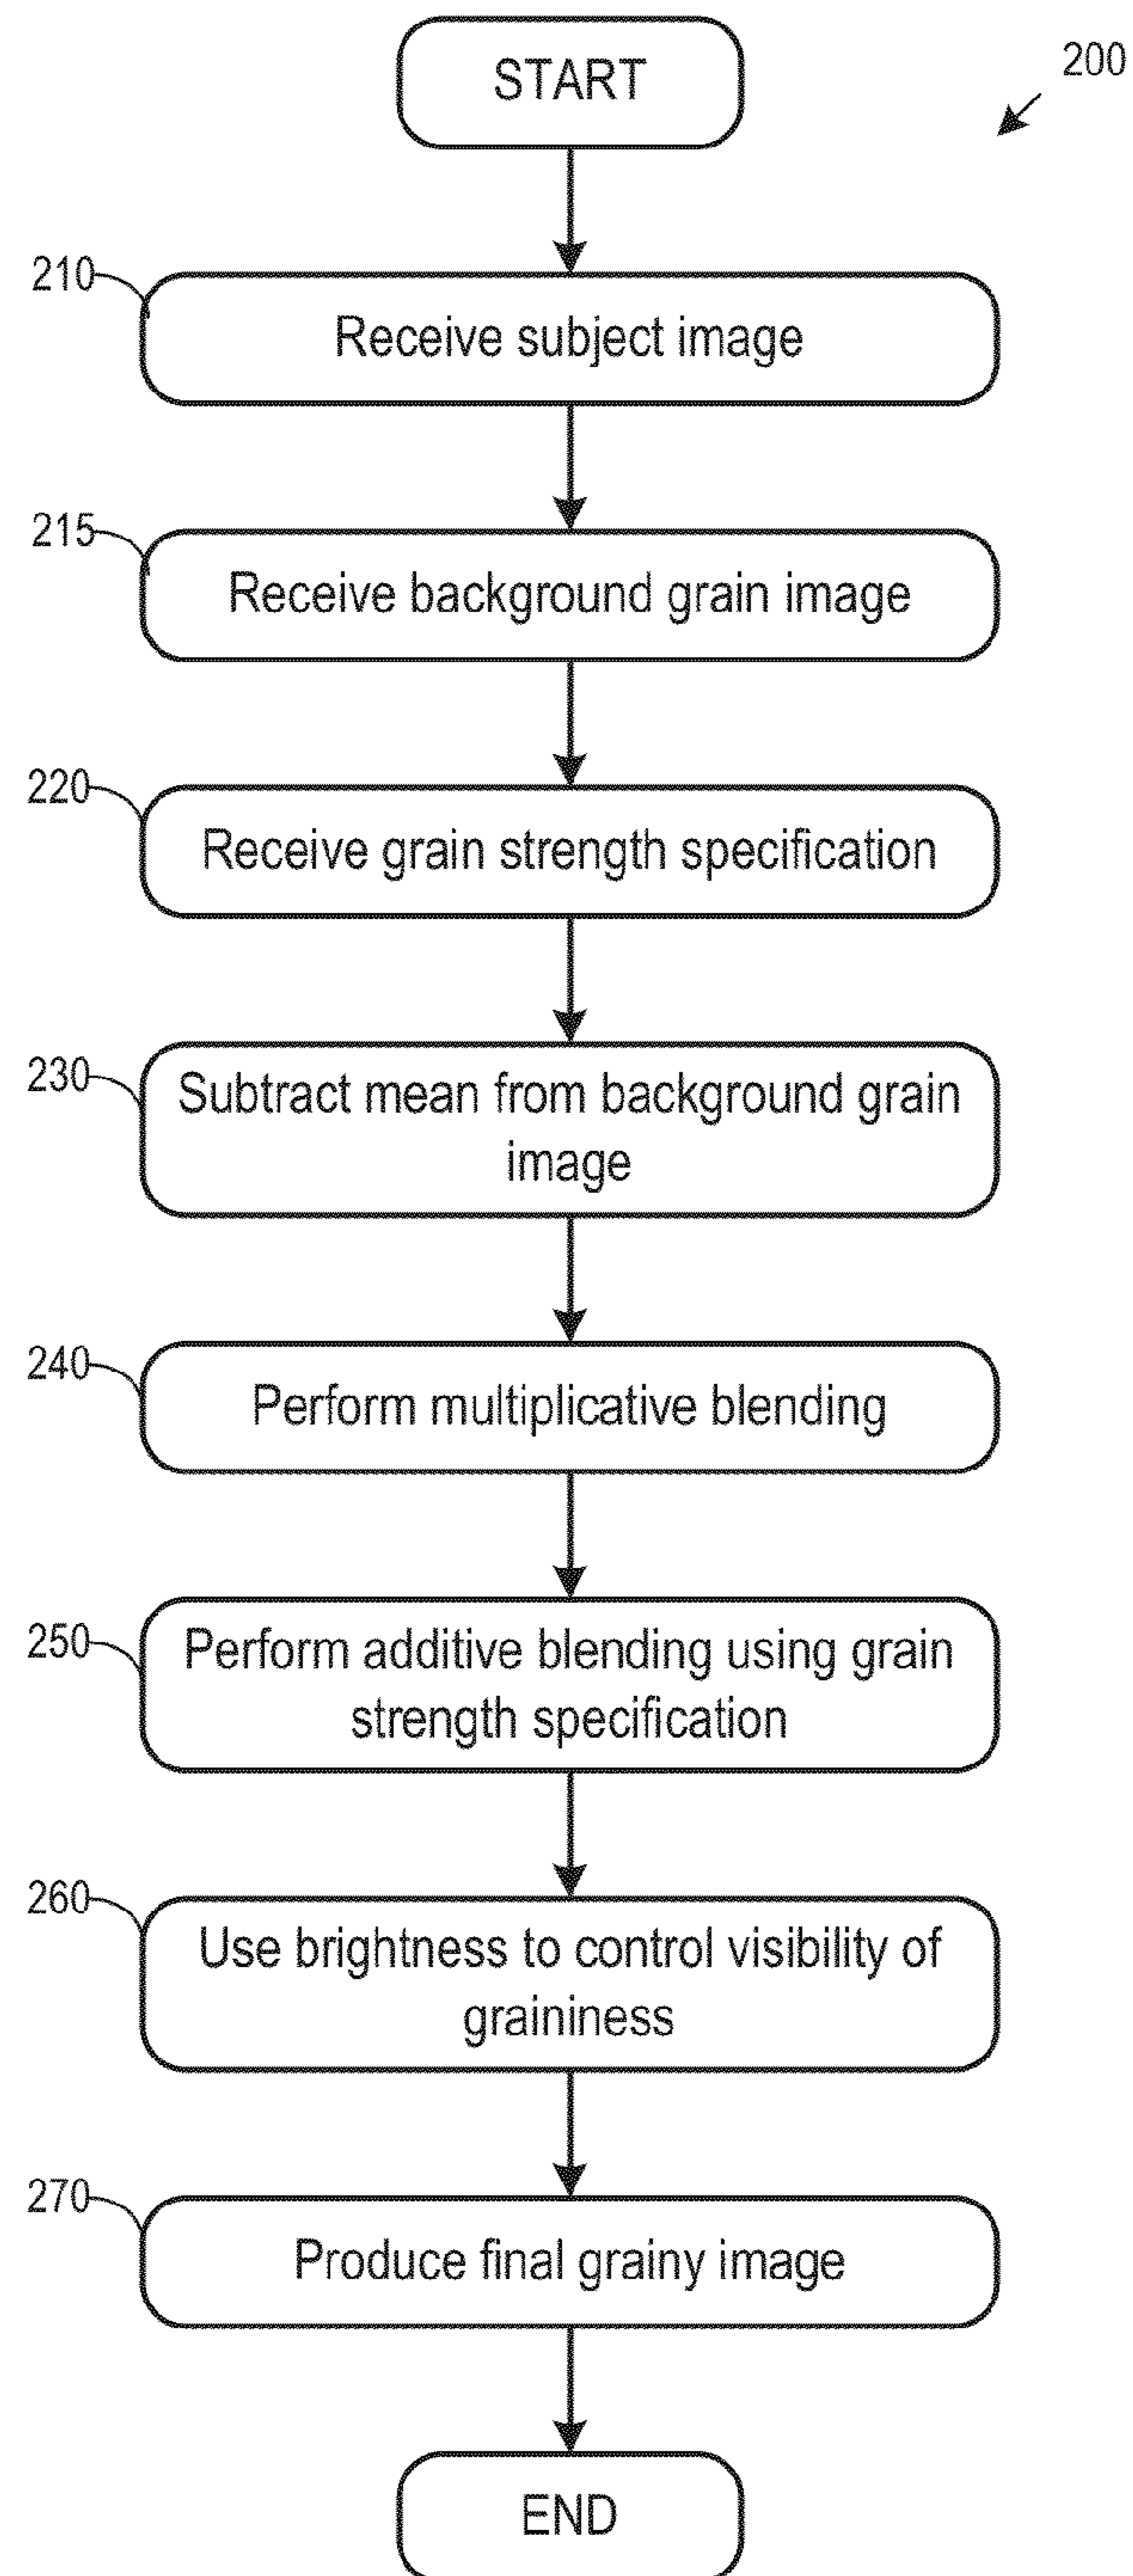 START
200
210
Receive subject image
215
Receive background grain image
220
Receive grain strength specification
230
Subtract mean from background grain
image
240
Perform multiplicative blending
250
Perform additive blending using grain
strength specification
260
Use brightness to control visibility of
graininess
270
Produce final grainy image
END